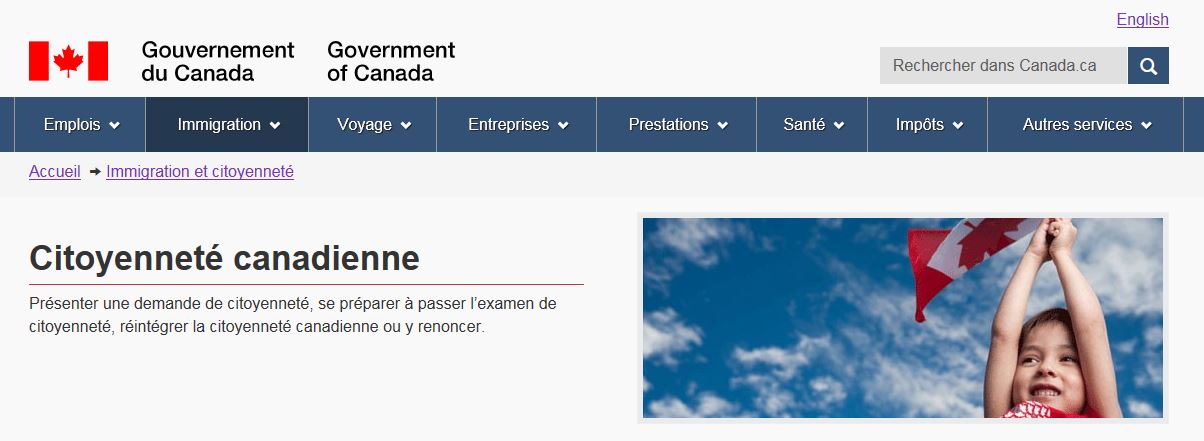 English
Gouvernement
du Canada
Government
of Canada
Rechercher dans Canada.ca
Emplois Immigration Voyage Entreprises Prestations Santé Impôts Autres services
Accueil ➔ Immigration et citoyenneté
Citoyenneté canadienne
Présenter une demande de citoyenneté, se préparer à passer l’examen de
citoyenneté, réintégrer la citoyenneté canadienne ou y renoncer.